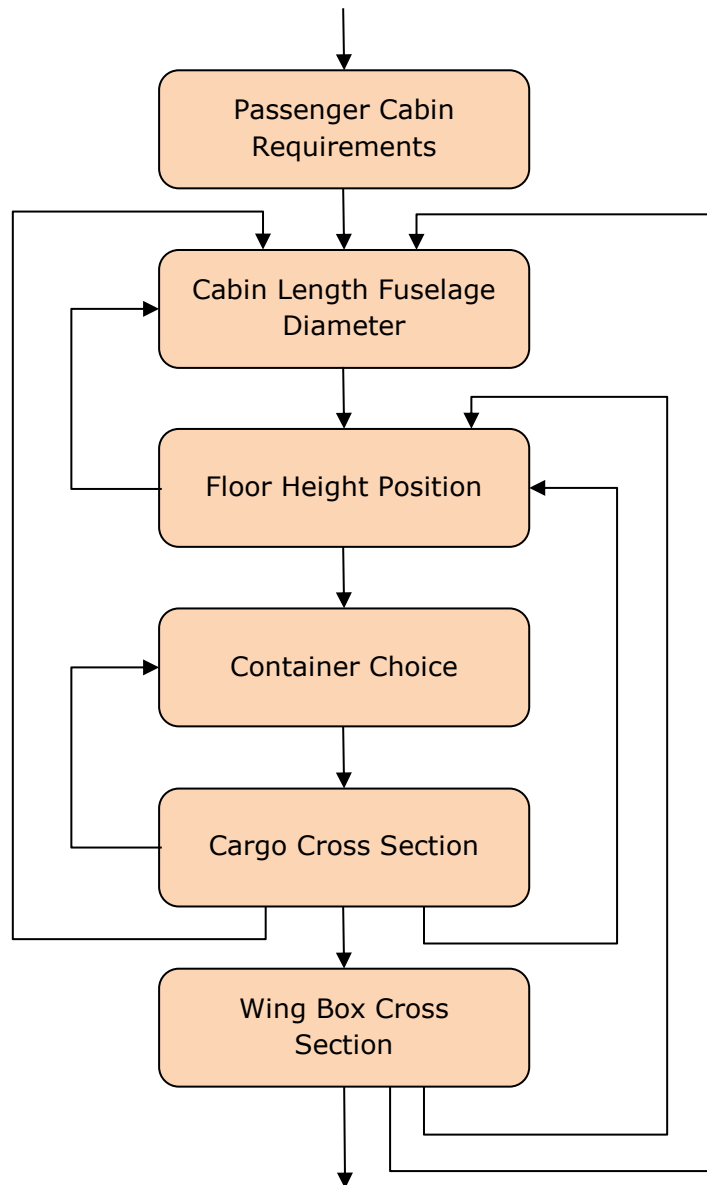 Passenger Cabin
Requirements
Cabin Length Fuselage
Diameter
Floor Height Position
Container Choice
Cargo Cross Section
Wing Box Cross
Section